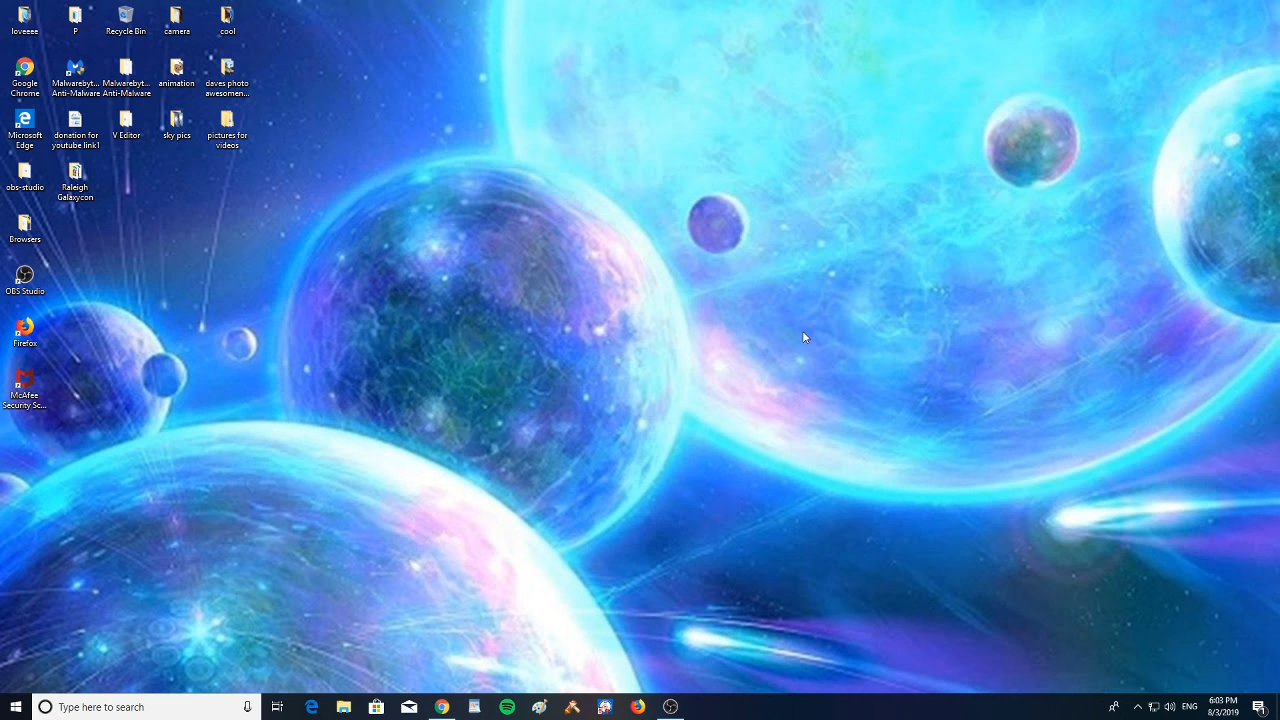 loveeee
P
Recycle Bin
camera
cool
Google
Chrome
Malwarebyt...
Anti-Malware
Malwarebyt...
Anti-Malware
animation
daves photo
awesomen...
Microsoft
Edge
donation for
youtube link1
V Editor
sky pics
pictures for
videos
obs-studio
Raleigh
Galaxycon
Browsers
OBS Studio
Firefox
McAfee
Security Sc...
Type here to search
ENG
6:03 PM
8/3/2019